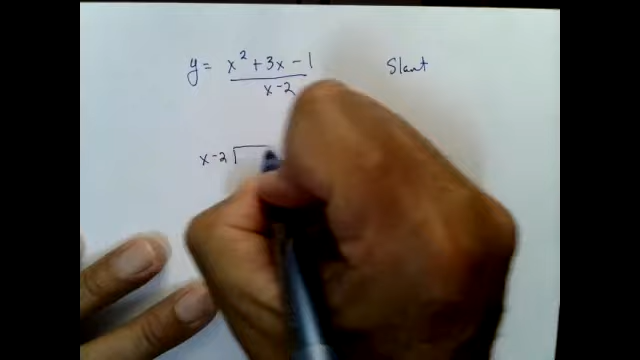 y = x² + 3x - 1 / x - 2
Slant
x - 2